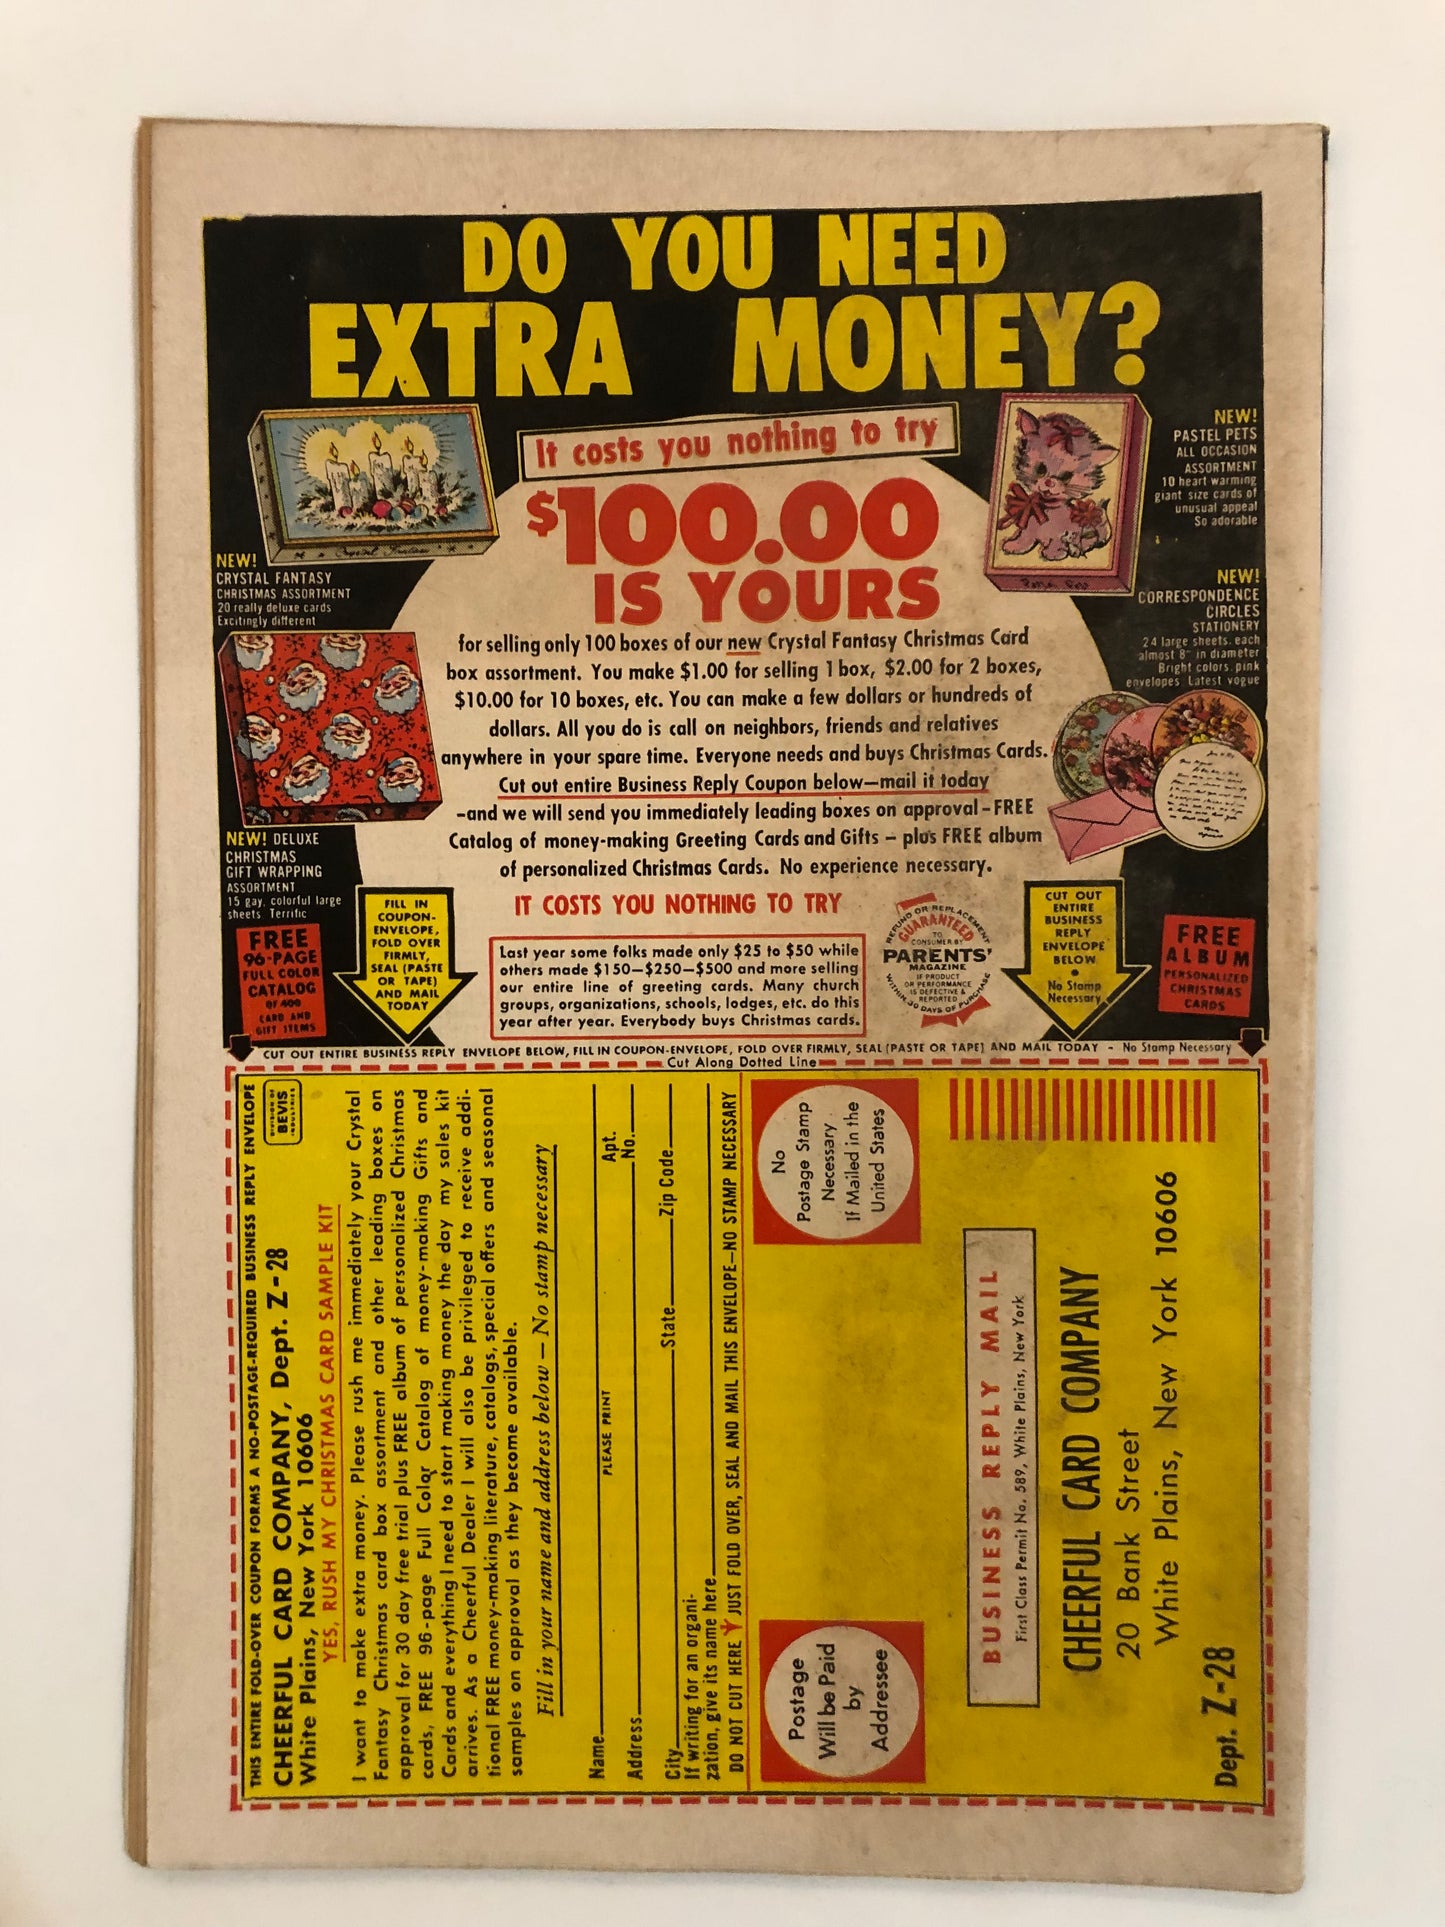 DO YOU NEED
EXTRA MONEY?
It costs you nothing to try
$100.00
IS YOURS
NEW!
CRYSTAL FANTASY
CHRISTMAS ASSORTMENT
20 really deluxe cards
Excitingly different
NEW!
PASTEL PETS
ALL OCCASION
ASSORTMENT
10 heart warming
giant size cards of
unusual appeal
So adorable
NEW!
CORRESPONDENCE
CIRCLES
STATIONERY
24 large sheets, each
almost 8" in diameter
Bright colors, pink
envelopes Latest vogue
for selling only 100 boxes of our new Crystal Fantasy Christmas Card
box assortment. You make $1.00 for selling 1 box, $2.00 for 2 boxes,
$10.00 for 10 boxes, etc. You can make a few dollars or hundreds of
dollars. All you do is call on neighbors, friends and relatives
anywhere in your spare time. Everyone needs and buys Christmas Cards.
Cut out entire Business Reply Coupon below—mail it today
-and we will send you immediately leading boxes on approval-FREE
Catalog of money-making Greeting Cards and Gifts - plus FREE album
of personalized Christmas Cards. No experience necessary.
NEW! DELUXE
CHRISTMAS
GIFT WRAPPING
ASSORTMENT
15 gay, colorful large
sheets Terrific
IT COSTS YOU NOTHING TO TRY
FREE
96-PAGE
FULL COLOR
CATALOG
OF 400
CARD AND
GIFT ITEMS
FILL IN
COUPON-
ENVELOPE,
FOLD OVER
FIRMLY,
SEAL (PASTE
OR TAPE)
AND MAIL
TODAY
Last year some folks made only $25 to $50 while
others made $150—$250—$500 and more selling
our entire line of greeting cards. Many church
groups, organizations, schools, lodges, etc. do this
year after year. Everybody buys Christmas cards.
REFUND OR REPLACEMENT
GUARANTEED
TO
CONSUMER BY
PARENTS'
MAGAZINE
IF PRODUCT
OR PERFORMANCE
IS DEFECTIVE &
REPORTED
WITHIN 30 DAYS OF PURCHASE
CUT OUT
ENTIRE
BUSINESS
REPLY
ENVELOPE
BELOW
•
No Stamp
Necessary
FREE
ALBUM
PERSONALIZED
CHRISTMAS
CARDS
CUT OUT ENTIRE BUSINESS REPLY ENVELOPE BELOW, FILL IN COUPON-ENVELOPE, FOLD OVER FIRMLY, SEAL (PASTE OR TAPE) AND MAIL TODAY - No Stamp Necessary
Cut Along Dotted Line
THIS ENTIRE FOLD-OVER COUPON FORMS A NO-POSTAGE-REQUIRED BUSINESS REPLY ENVELOPE
CHEERFUL CARD COMPANY, Dept. Z-28
White Plains, New York 10606
DIVISION OF
BEVIS
INDUSTRIES
YES, RUSH MY CHRISTMAS CARD SAMPLE KIT
I want to make extra money. Please rush me immediately your Crystal
Fantasy Christmas card box assortment and other leading boxes on
approval for 30 day free trial plus FREE album of personalized Christmas
cards, FREE 96-page Full Color Catalog of money-making Gifts and
Cards and everything I need to start making money the day my sales kit
arrives. As a Cheerful Dealer I will also be privileged to receive addi-
tional FREE money-making literature, catalogs, special offers and seasonal
samples on approval as they become available.
Fill in your name and address below — No stamp necessary
Name
PLEASE PRINT
Address Apt. No.
City State Zip Code
If writing for an organi-
zation, give its name here
DO NOT CUT HERE JUST FOLD OVER, SEAL AND MAIL THIS ENVELOPE—NO STAMP NECESSARY
Postage
Will be Paid
by
Addressee
No
Postage Stamp
Necessary
If Mailed in the
United States
BUSINESS REPLY MAIL
First Class Permit No. 589, White Plains, New York
CHEERFUL CARD COMPANY
20 Bank Street
White Plains, New York 10606
Dept. Z-28